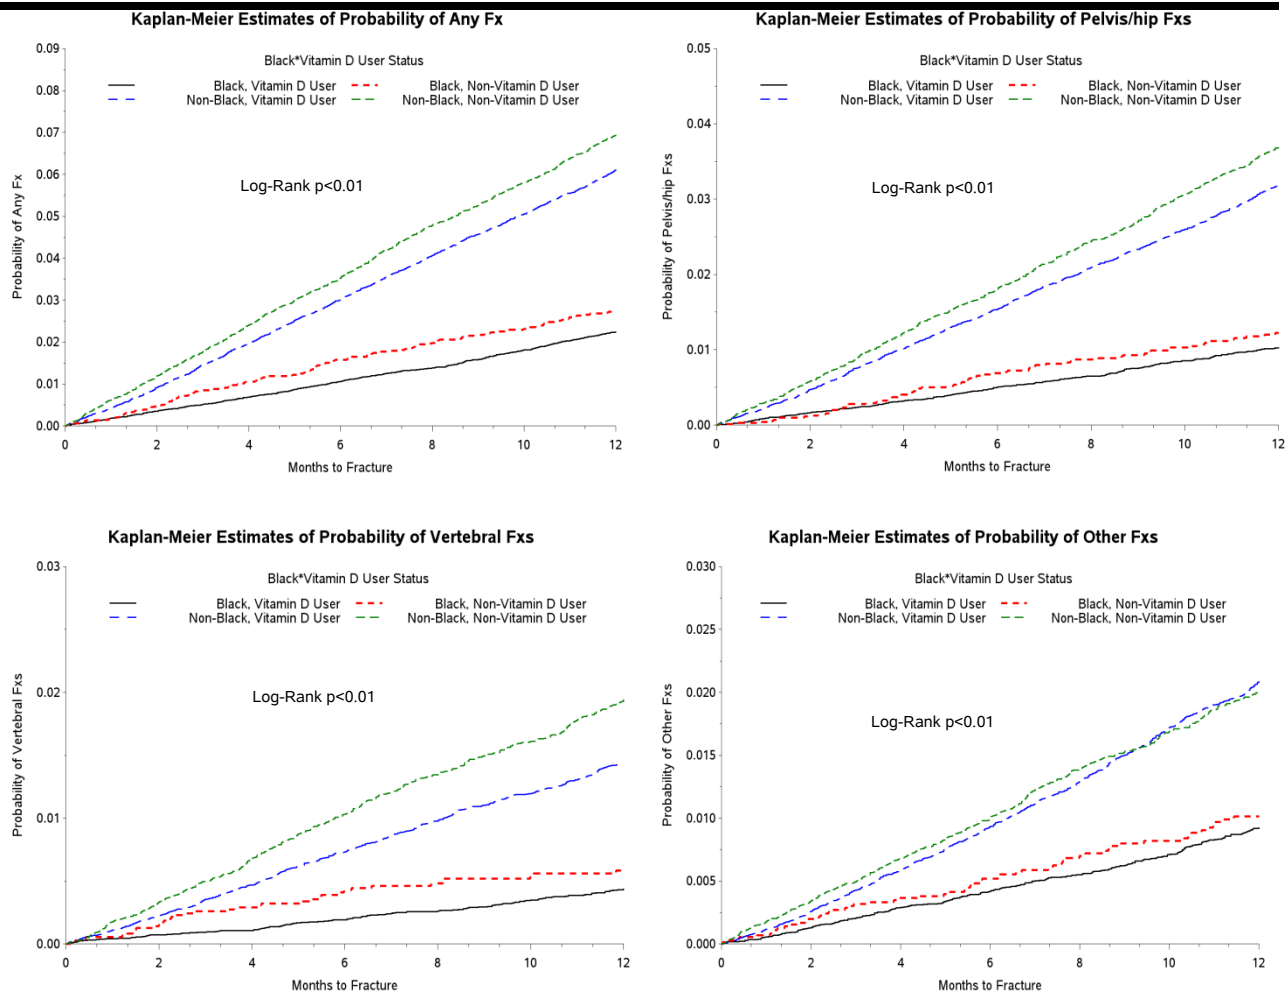 Kaplan-Meier Estimates of Probability of Any Fx
Black*Vitamin D User Status
Black, Vitamin D User
Black, Non-Vitamin D User
Non-Black, Vitamin D User
Non-Black, Non-Vitamin D User
Log-Rank p<0.01
Probability of Any Fx
0.09
0.08
0.07
0.06
0.05
0.04
0.03
0.02
0.01
0.00
0 2 4 6 8 10 12
Months to Fracture
Kaplan-Meier Estimates of Probability of Pelvis/hip Fxs
Black*Vitamin D User Status
Black, Vitamin D User
Black, Non-Vitamin D User
Non-Black, Vitamin D User
Non-Black, Non-Vitamin D User
Log-Rank p<0.01
Probability of Pelvis/hip Fxs
0.05
0.04
0.03
0.02
0.01
0.00
0 2 4 6 8 10 12
Months to Fracture
Kaplan-Meier Estimates of Probability of Vertebral Fxs
Black*Vitamin D User Status
Black, Vitamin D User
Black, Non-Vitamin D User
Non-Black, Vitamin D User
Non-Black, Non-Vitamin D User
Log-Rank p<0.01
Probability of Vertebral Fxs
0.03
0.02
0.01
0.00
0 2 4 6 8 10 12
Months to Fracture
Kaplan-Meier Estimates of Probability of Other Fxs
Black*Vitamin D User Status
Black, Vitamin D User
Black, Non-Vitamin D User
Non-Black, Vitamin D User
Non-Black, Non-Vitamin D User
Log-Rank p<0.01
Probability of Other Fxs
0.030
0.025
0.020
0.015
0.010
0.005
0.000
0 2 4 6 8 10 12
Months to Fracture